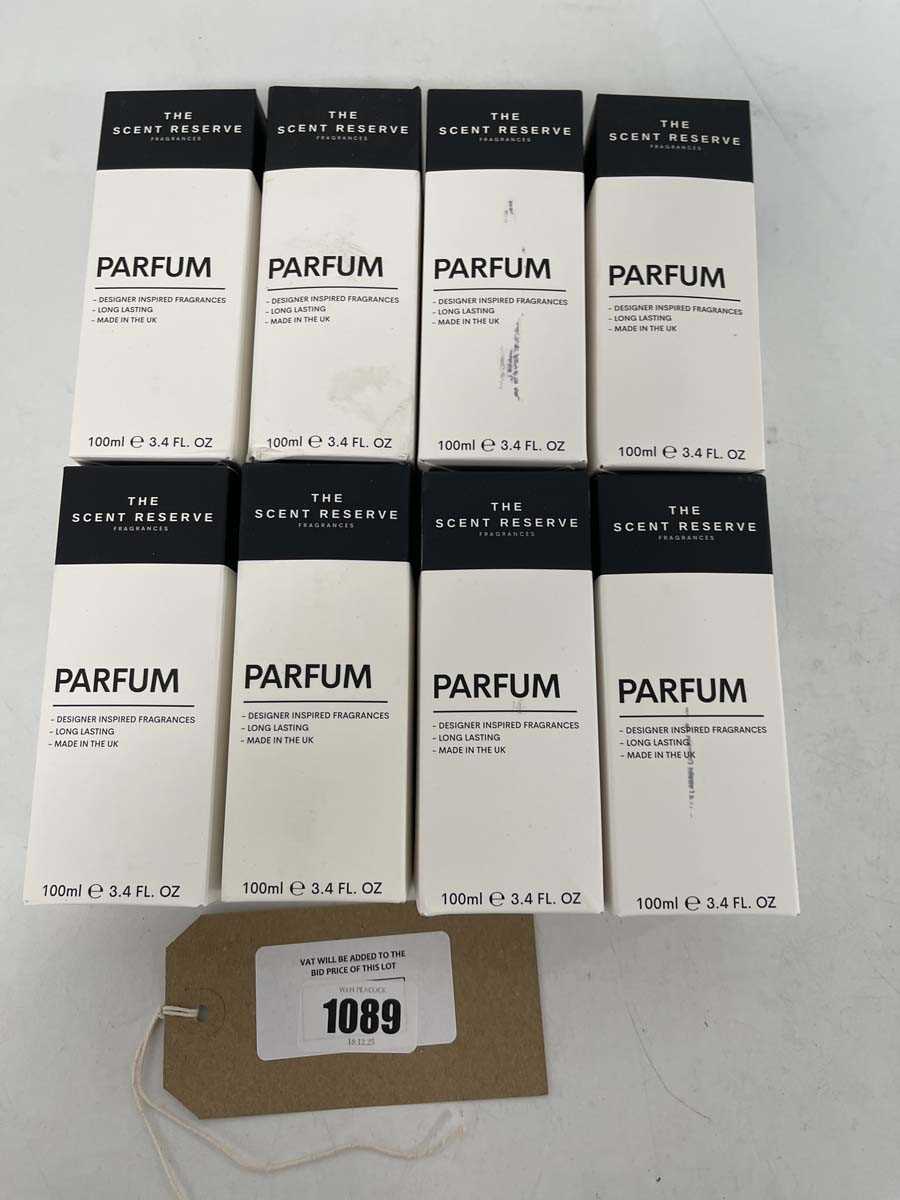 THE
SCENT RESERVE
FRAGRANCES
PARFUM
- DESIGNER INSPIRED FRAGRANCES
- LONG LASTING
- MADE IN THE UK
100ml ℮ 3.4 FL. OZ
THE
SCENT RESERVE
FRAGRANCES
PARFUM
- DESIGNER INSPIRED FRAGRANCES
- LONG LASTING
- MADE IN THE UK
100ml ℮ 3.4 FL. OZ
THE
SCENT RESERVE
FRAGRANCES
PARFUM
- DESIGNER INSPIRED FRAGRANCES
- LONG LASTING
- MADE IN THE UK
100ml ℮ 3.4 FL. OZ
THE
SCENT RESERVE
FRAGRANCES
PARFUM
- DESIGNER INSPIRED FRAGRANCES
- LONG LASTING
- MADE IN THE UK
100ml ℮ 3.4 FL. OZ
THE
SCENT RESERVE
FRAGRANCES
PARFUM
- DESIGNER INSPIRED FRAGRANCES
- LONG LASTING
- MADE IN THE UK
100ml ℮ 3.4 FL. OZ
THE
SCENT RESERVE
FRAGRANCES
PARFUM
- DESIGNER INSPIRED FRAGRANCES
- LONG LASTING
- MADE IN THE UK
100ml ℮ 3.4 FL. OZ
THE
SCENT RESERVE
FRAGRANCES
PARFUM
- DESIGNER INSPIRED FRAGRANCES
- LONG LASTING
- MADE IN THE UK
100ml ℮ 3.4 FL. OZ
THE
SCENT RESERVE
FRAGRANCES
PARFUM
- DESIGNER INSPIRED FRAGRANCES
- LONG LASTING
- MADE IN THE UK
100ml ℮ 3.4 FL. OZ
VAT WILL BE ADDED TO THE
BID PRICE OF THIS LOT
W&H PEACOCK
1089
18.12.25